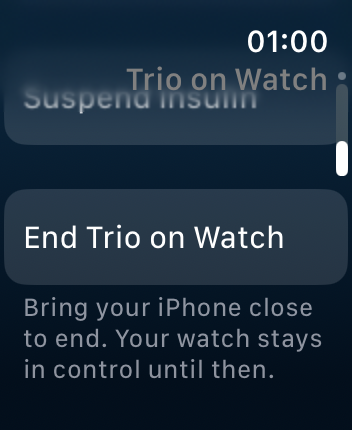 01:00
Trio on Watch
Suspend Insulin
End Trio on Watch
Bring your iPhone close
to end. Your watch stays
in control until then.